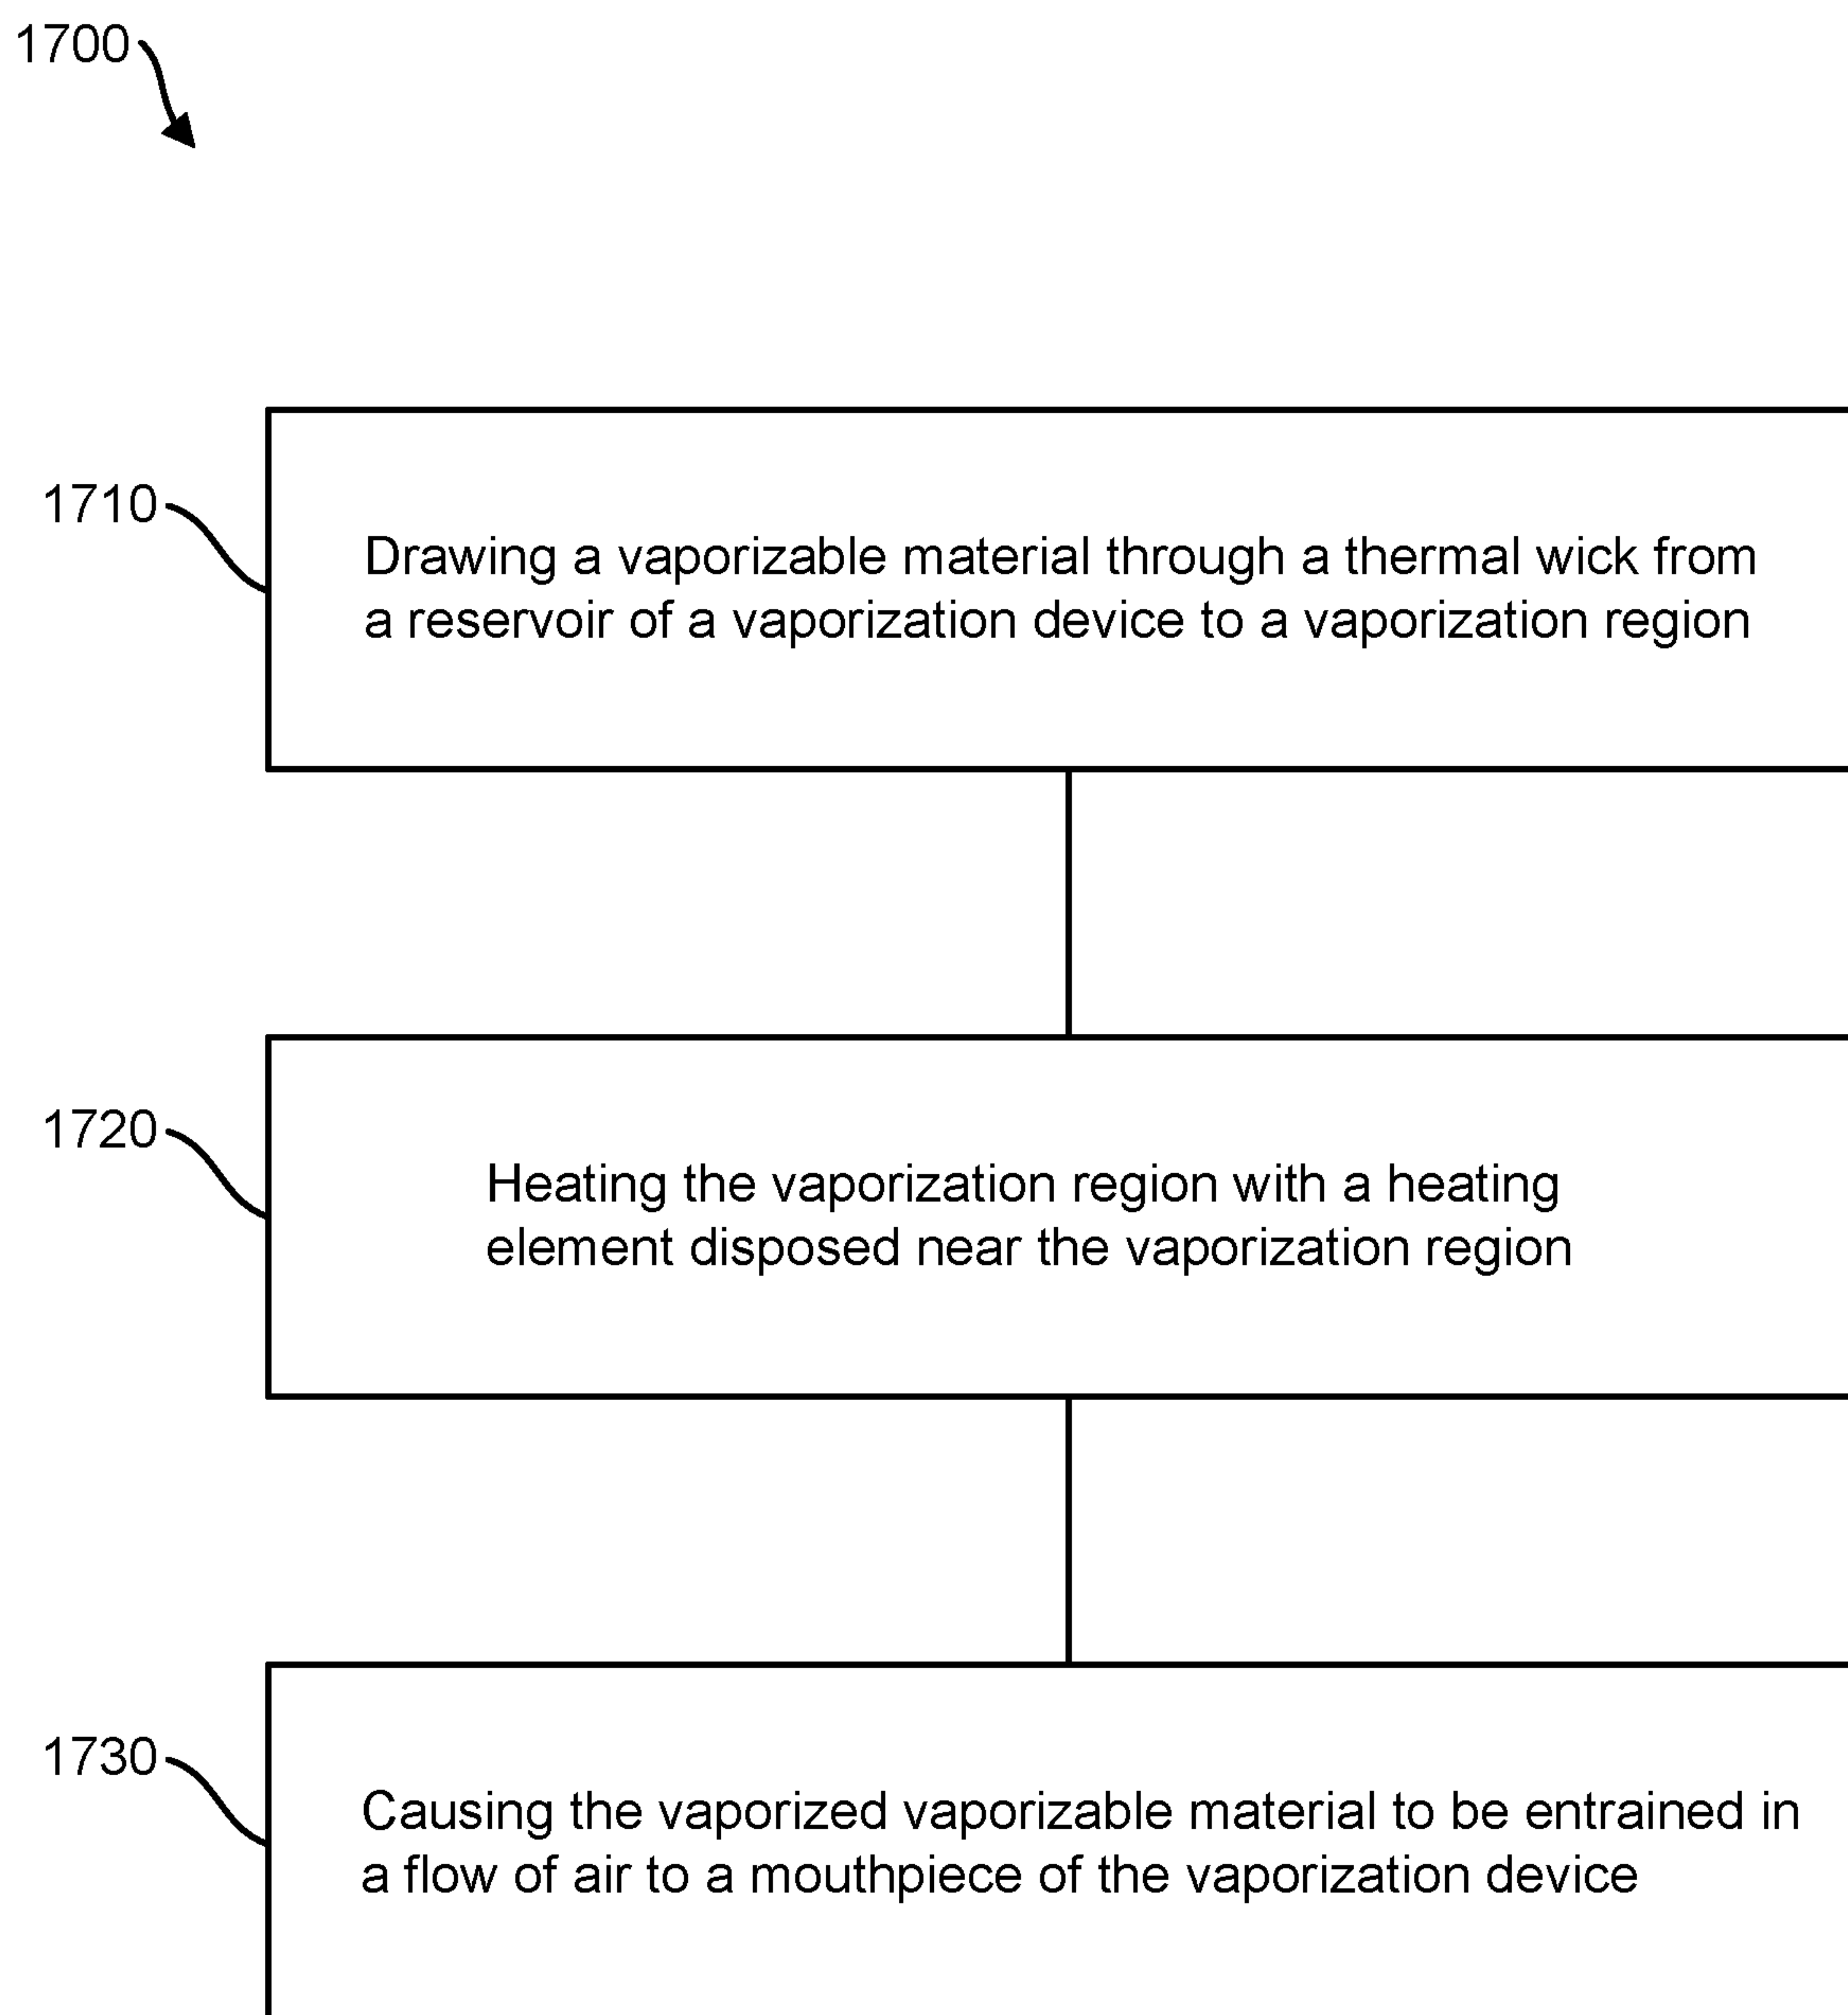 1700
1710
Drawing a vaporizable material through a thermal wick from
a reservoir of a vaporization device to a vaporization region
1720
Heating the vaporization region with a heating
element disposed near the vaporization region
1730
Causing the vaporized vaporizable material to be entrained in
a flow of air to a mouthpiece of the vaporization device